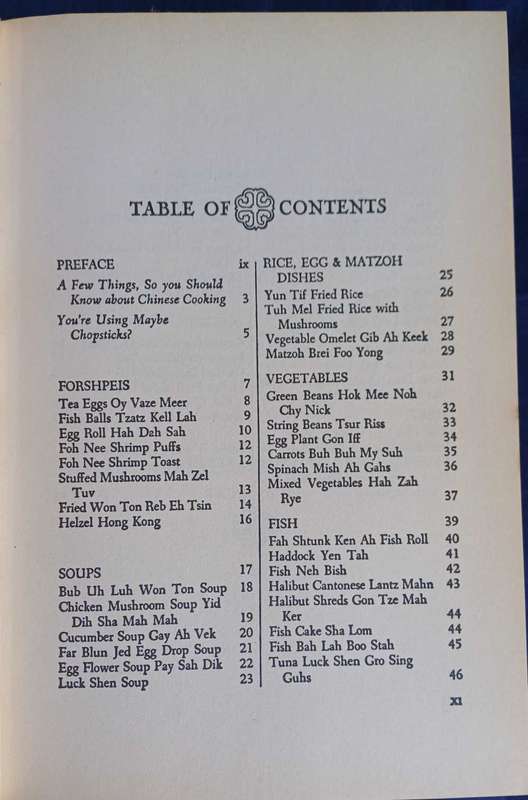 TABLE OF CONTENTS
PREFACE ix
A Few Things, So you Should
Know about Chinese Cooking 3
You're Using Maybe
Chopsticks? 5
FORSHPEIS 7
Tea Eggs Oy Vaze Meer 8
Fish Balls Tzatz Kell Lah 9
Egg Roll Hah Dah Sah 10
Foh Nee Shrimp Puffs 12
Foh Nee Shrimp Toast 12
Stuffed Mushrooms Mah Zel
Tuv 13
Fried Won Ton Reb Eh Tsin 14
Helzel Hong Kong 16
SOUPS 17
Bub Uh Luh Won Ton Soup 18
Chicken Mushroom Soup Yid
Dih Sha Mah Mah 19
Cucumber Soup Gay Ah Vek 20
Far Blun Jed Egg Drop Soup 21
Egg Flower Soup Pay Sah Dik 22
Luck Shen Soup 23
RICE, EGG & MATZOH
DISHES 25
Yun Tif Fried Rice 26
Tuh Mel Fried Rice with
Mushrooms 27
Vegetable Omelet Gib Ah Keek 28
Matzoh Brei Foo Yong 29
VEGETABLES 31
Green Beans Hok Mee Noh
Chy Nick 32
String Beans Tsur Riss 33
Egg Plant Gon Iff 34
Carrots Buh Buh My Suh 35
Spinach Mish Ah Gahs 36
Mixed Vegetables Hah Zah
Rye 37
FISH 39
Fah Shtunk Ken Ah Fish Roll 40
Haddock Yen Tah 41
Fish Neh Bish 42
Halibut Cantonese Lantz Mahn 43
Halibut Shreds Gon Tze Mah
Ker 44
Fish Cake Sha Lom 44
Fish Bah Lah Boo Stah 45
Tuna Luck Shen Gro Sing
Guhs 46
XI